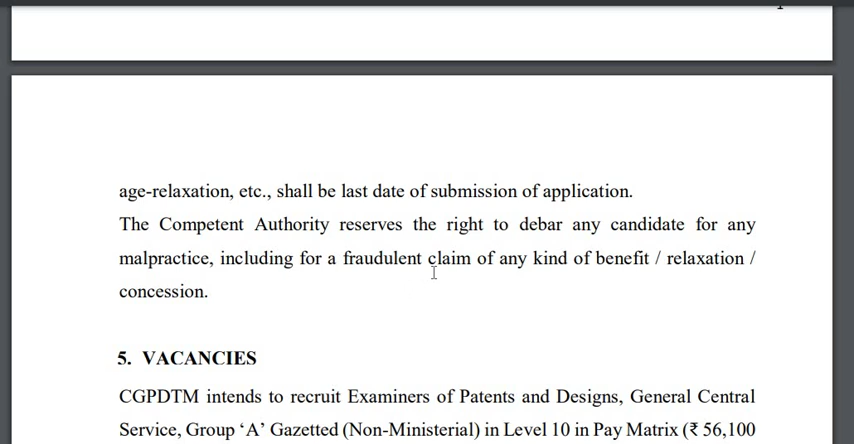 age-relaxation, etc., shall be last date of submission of application.
The Competent Authority reserves the right to debar any candidate for any
malpractice, including for a fraudulent claim of any kind of benefit / relaxation /
concession.
5. VACANCIES
CGPDTM intends to recruit Examiners of Patents and Designs, General Central
Service, Group ‘A’ Gazetted (Non-Ministerial) in Level 10 in Pay Matrix (₹ 56,100